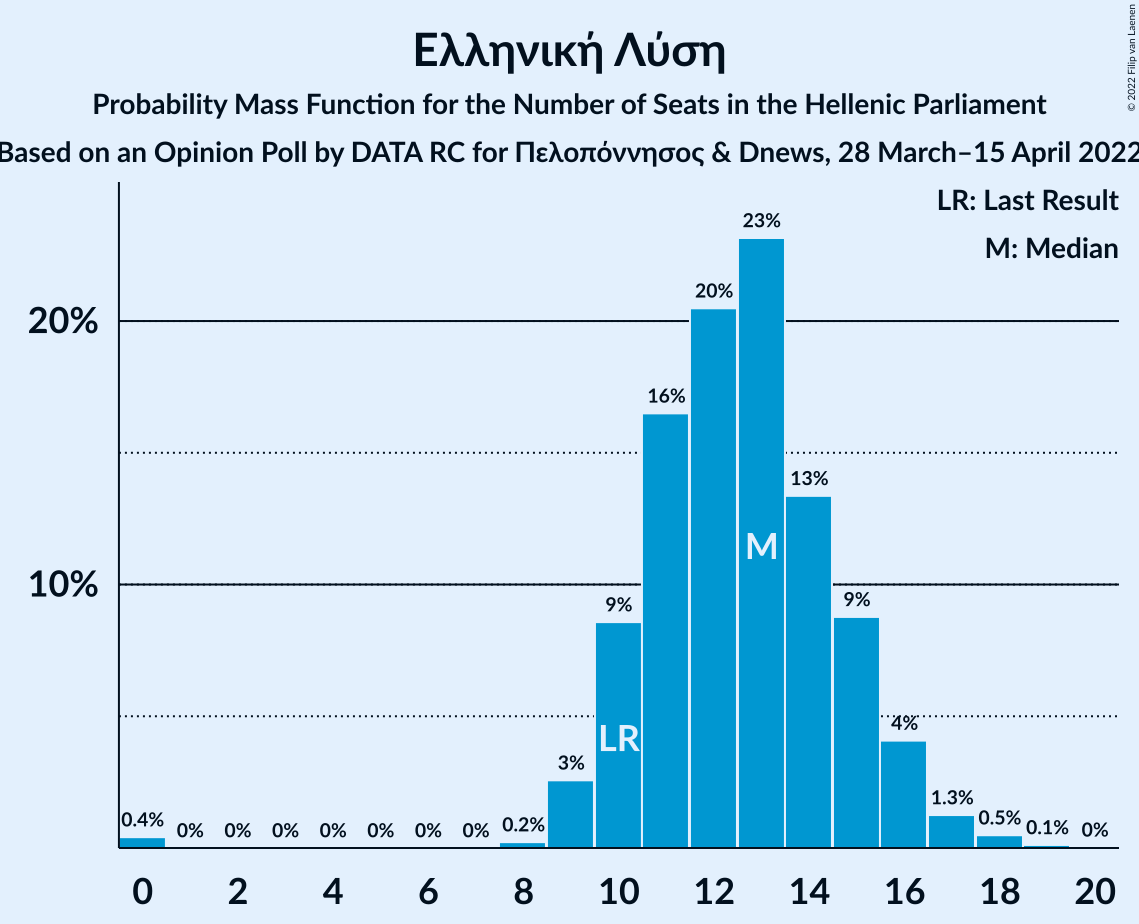 © 2022 Filip van Laenen
Ελληνική Λύση
Probability Mass Function for the Number of Seats in the Hellenic Parliament
Based on an Opinion Poll by DATA RC for Πελοπόννησος & Dnews, 28 March–15 April 2022
LR: Last Result
M: Median
23%
20%
20%
16%
13%
M
10%
9%
9%
LR
4%
3%
1.3%
0.4%
0%
0%
0%
0%
0%
0%
0%
0.2%
0.5%
0.1%
0%
0 2 4 6 8 10 12 14 16 18 20